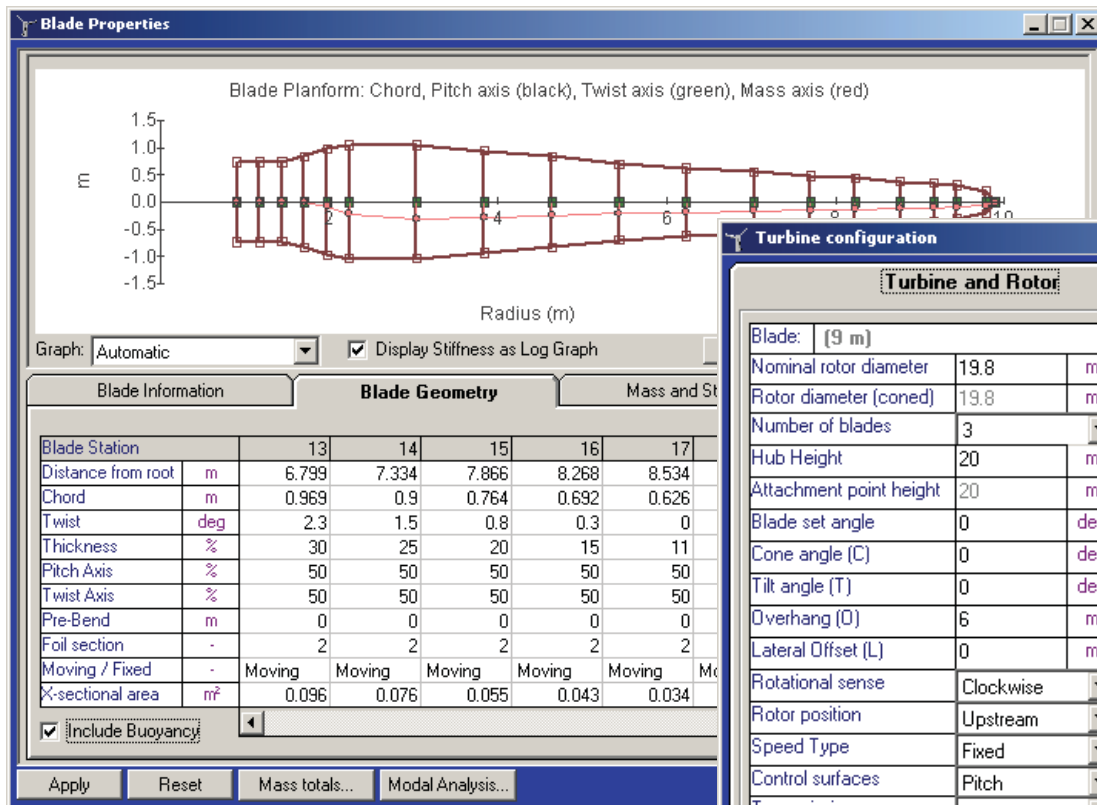 Blade Properties
Blade Planform: Chord, Pitch axis (black), Twist axis (green), Mass axis (red)
1.5
1.0
0.5
0.0
-0.5
-1.0
-1.5
m
2
4
6
8
10
Radius (m)
Graph: Automatic Display Stiffness as Log Graph
Blade Information Blade Geometry Mass and St
Blade Station 13 14 15 16 17
Distance from root m 6.799 7.334 7.866 8.268 8.534
Chord m 0.969 0.9 0.764 0.692 0.626
Twist deg 2.3 1.5 0.8 0.3 0
Thickness % 30 25 20 15 11
Pitch Axis % 50 50 50 50 50
Twist Axis % 50 50 50 50 50
Pre-Bend m 0 0 0 0 0
Foil section - 2 2 2 2 2
Moving / Fixed - Moving Moving Moving Moving Moving Mo
X-sectional area m² 0.096 0.076 0.055 0.043 0.034
Include Buoyancy
Apply Reset Mass totals... Modal Analysis...
Turbine configuration
Turbine and Rotor
Blade: (9 m)
Nominal rotor diameter 19.8 m
Rotor diameter (coned) 19.8 m
Number of blades 3
Hub Height 20 m
Attachment point height 20 m
Blade set angle 0 de
Cone angle (C) 0 de
Tilt angle (T) 0 de
Overhang (O) 6 m
Lateral Offset (L) 0 m
Rotational sense Clockwise
Rotor position Upstream
Speed Type Fixed
Control surfaces Pitch